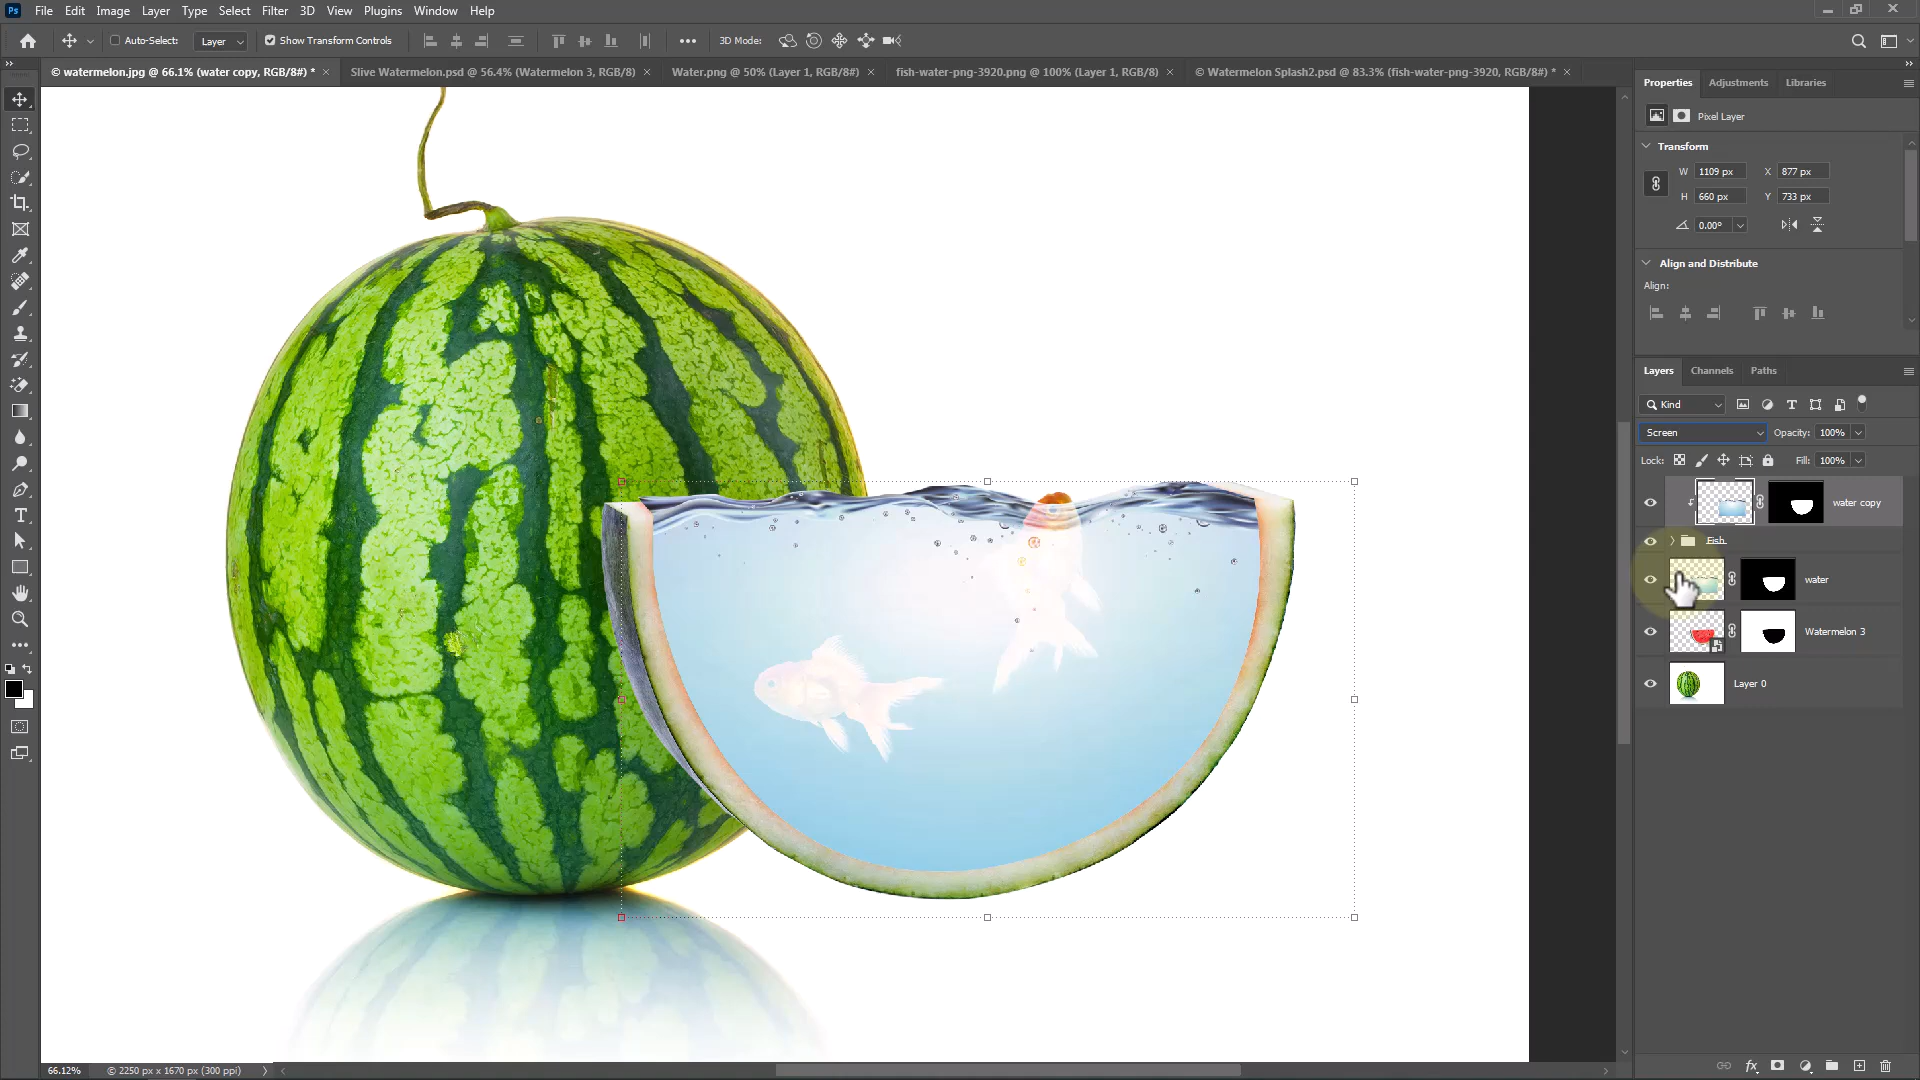 Ps File Edit Image Layer Type Select Filter 3D View Plugins Window Help
Auto-Select: Layer Show Transform Controls 3D Mode:
© watermelon.jpg @ 66.1% (water copy, RGB/8#) * Slive Watermelon.psd @ 56.4% (Watermelon 3, RGB/8) Water.png @ 50% (Layer 1, RGB/8#) fish-water-png-3920.png @ 100% (Layer 1, RGB/8) © Watermelon Splash2.psd @ 83.3% (fish-water-png-3920, RGB/8#) *
Properties Adjustments Libraries
Pixel Layer
Transform
W 1109 px X 877 px
H 660 px Y 733 px
0.00°
Align and Distribute
Align:
Layers Channels Paths
Kind
Screen Opacity: 100%
Lock: Fill: 100%
water copy
Fish
water
Watermelon 3
Layer 0
66.12% © 2250 px x 1670 px (300 ppi)